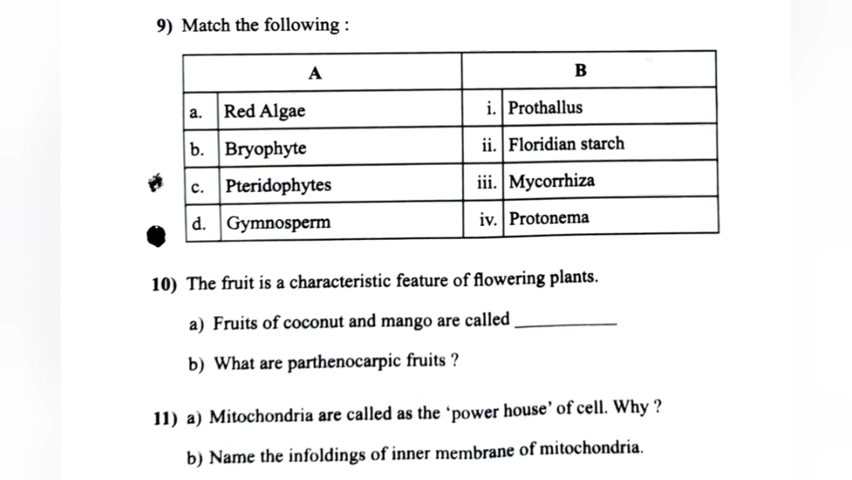 9) Match the following :
A B
a. Red Algae i. Prothallus
b. Bryophyte ii. Floridian starch
c. Pteridophytes iii. Mycorrhiza
d. Gymnosperm iv. Protonema
10) The fruit is a characteristic feature of flowering plants.
a) Fruits of coconut and mango are called ____________
b) What are parthenocarpic fruits ?
11) a) Mitochondria are called as the ‘power house’ of cell. Why ?
b) Name the infoldings of inner membrane of mitochondria.